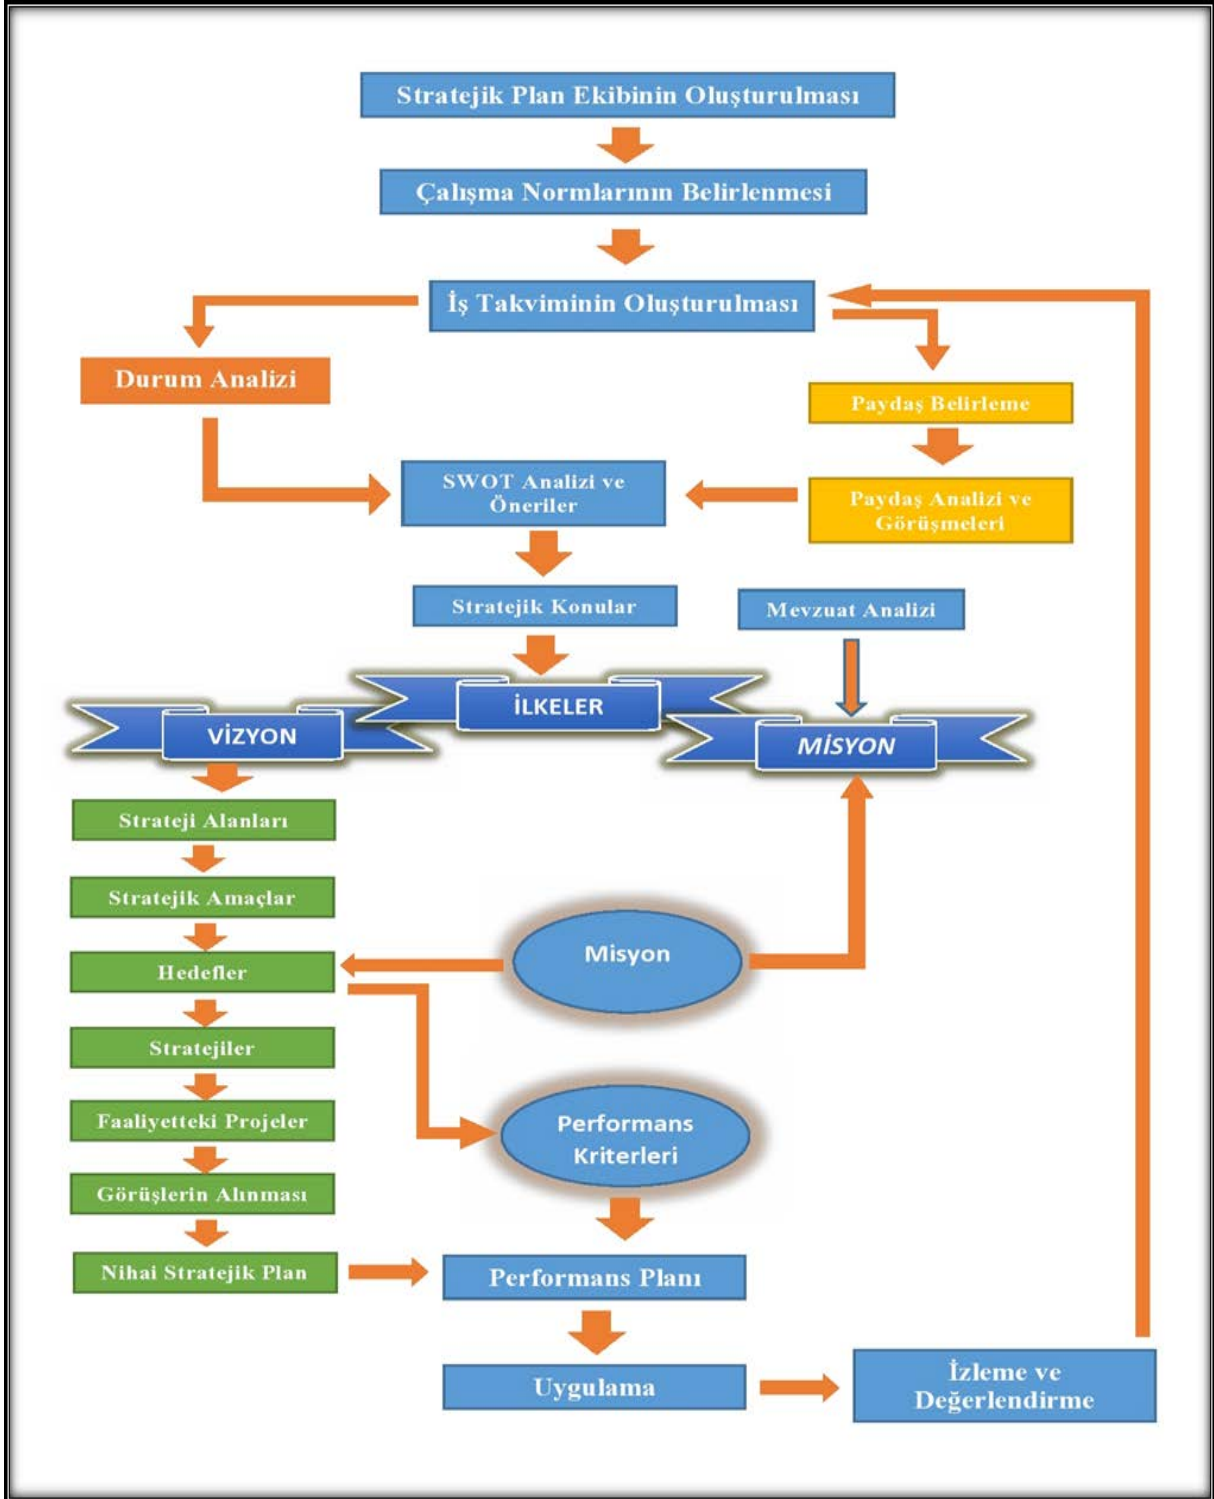 Stratejik Plan Ekibinin Oluşturulması
Çalışma Normlarının Belirlenmesi
İş Takviminin Oluşturulması
Durum Analizi
Paydaş Belirleme
SWOT Analizi ve
Öneriler
Paydaş Analizi ve
Görüşmeleri
Stratejik Konular
Mevzuat Analizi
İLKELER
VİZYON
MİSYON
Strateji Alanları
Stratejik Amaçlar
Hedefler
Misyon
Stratejiler
Faaliyetteki Projeler
Performans
Kriterleri
Görüşlerin Alınması
Nihai Stratejik Plan
Performans Planı
Uygulama
İzleme ve
Değerlendirme